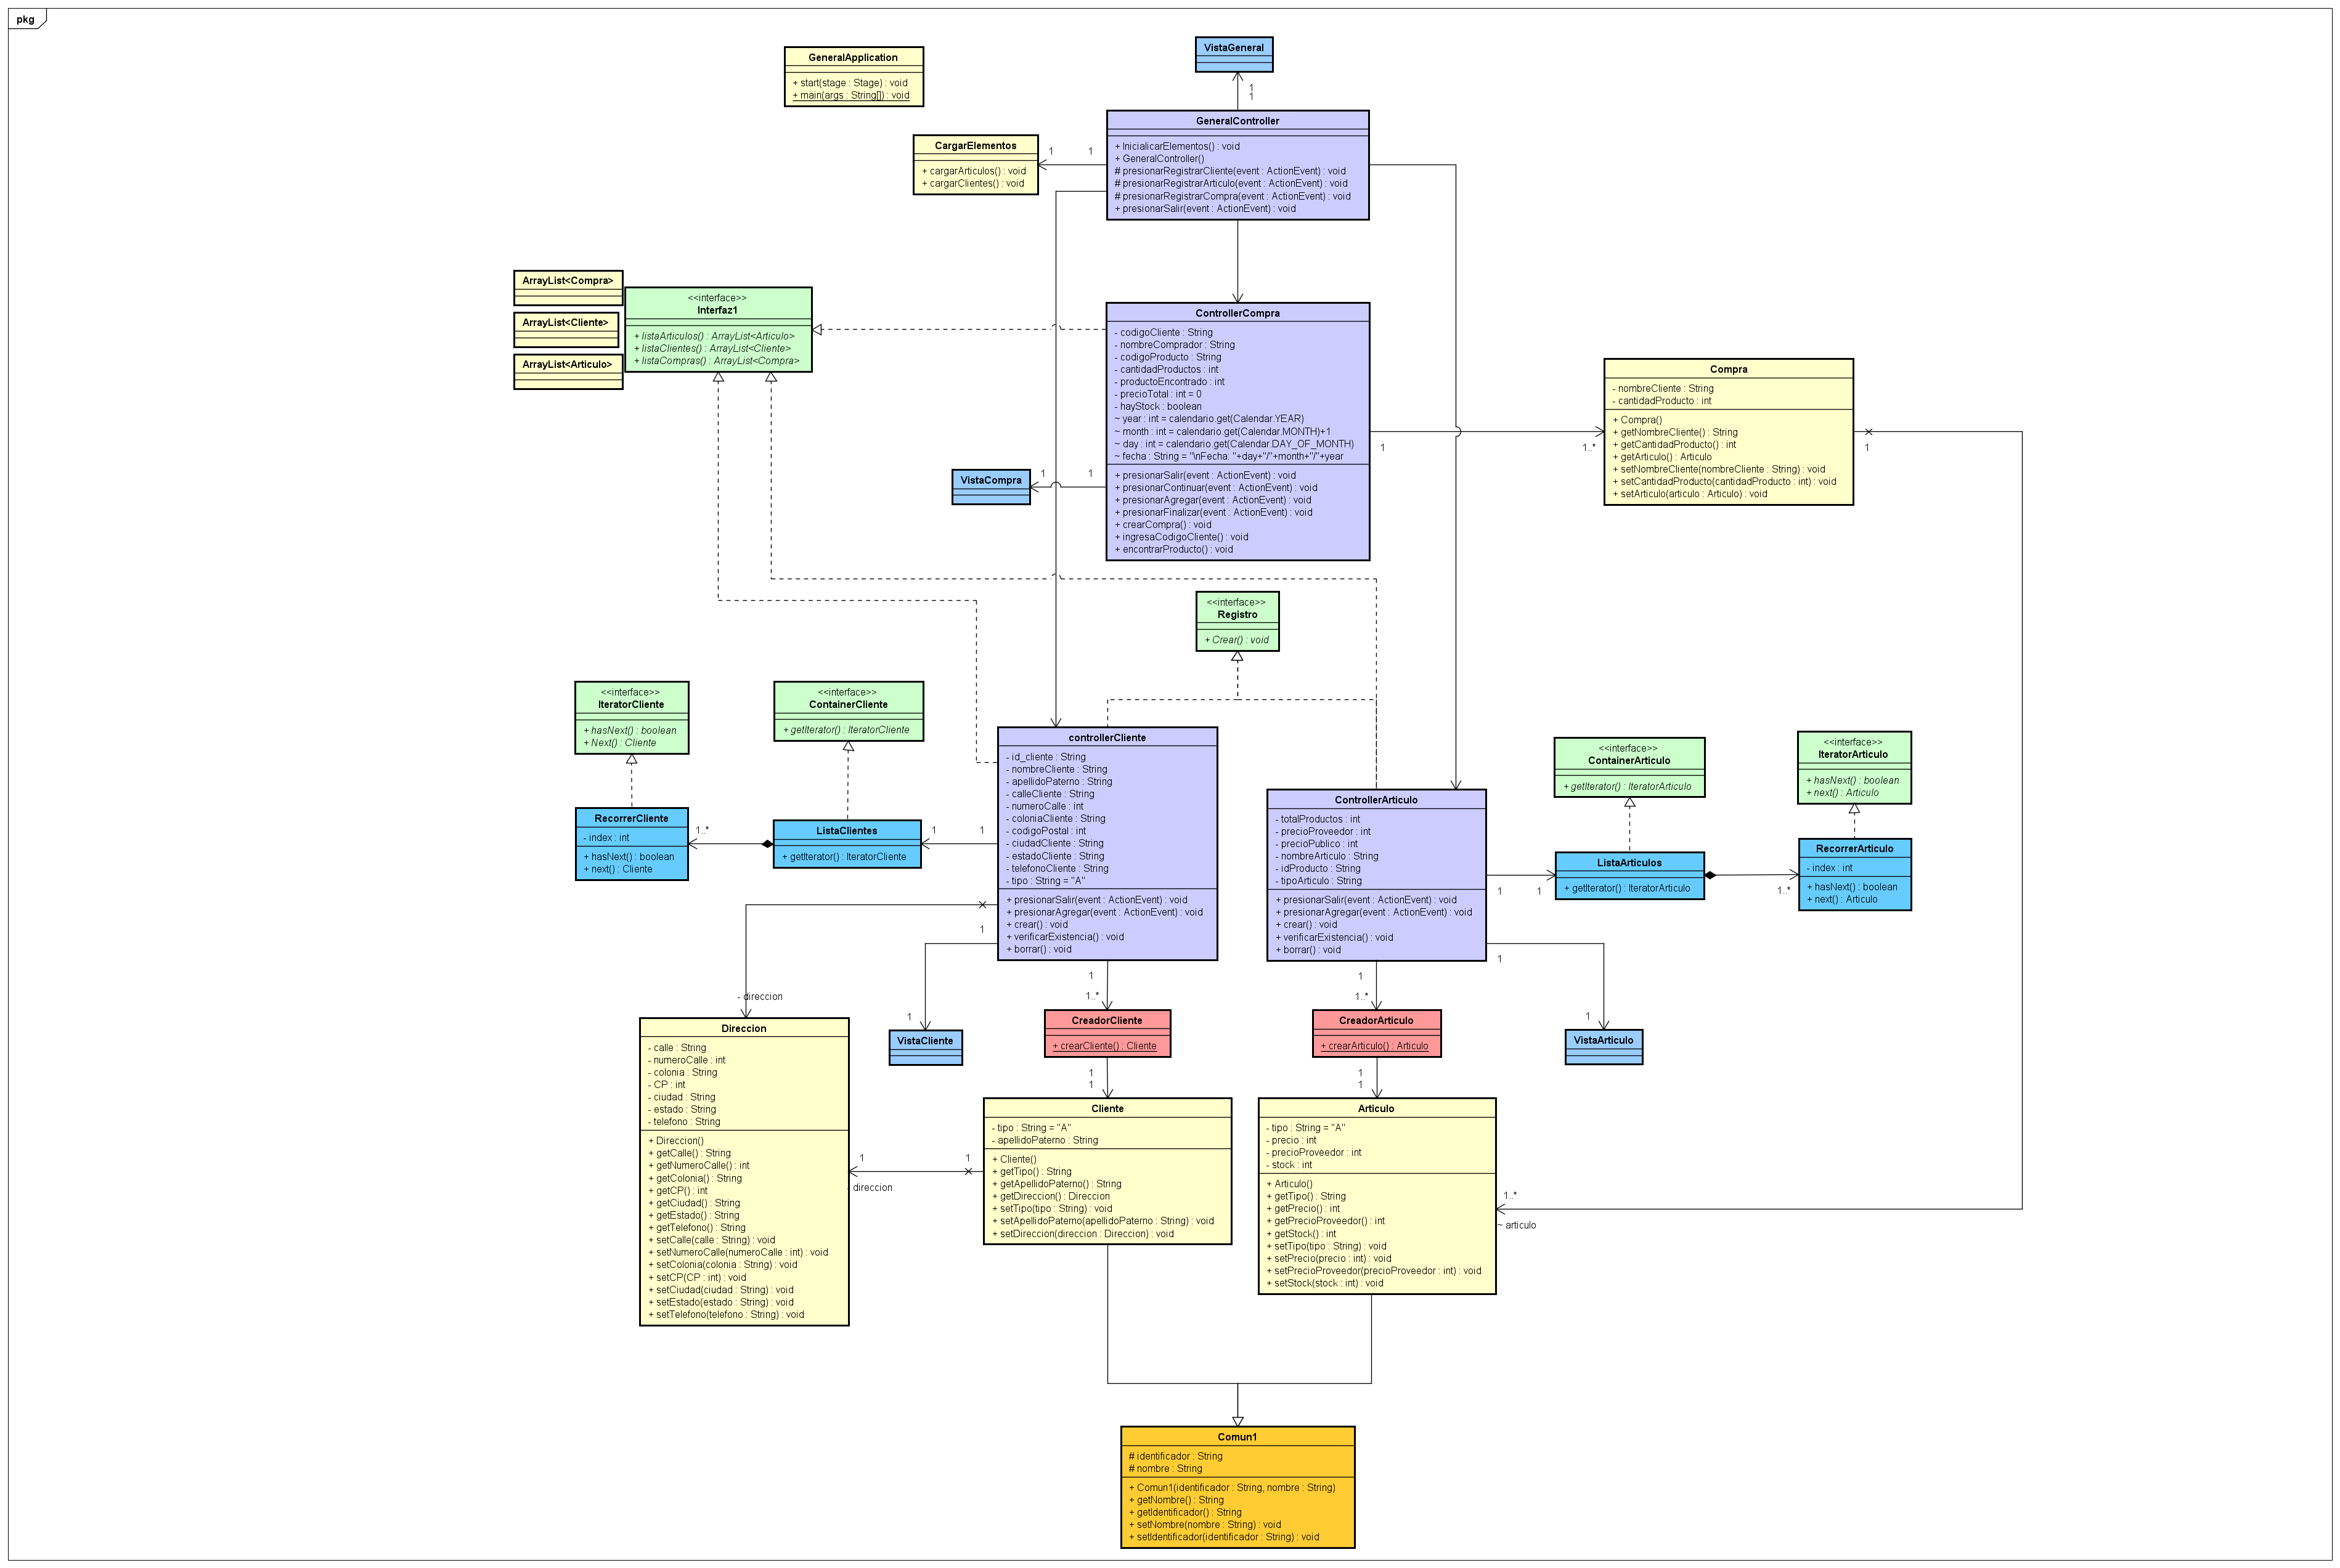 pkg
GeneralApplication
+ start(stage : Stage) : void
+ main(args : String[]) : void
VistaGeneral
1
1
GeneralController
+ InicialicarElementos() : void
+ GeneralController()
# presionarRegistrarCliente(event : ActionEvent) : void
# presionarRegistrarArticulo(event : ActionEvent) : void
# presionarRegistrarCompra(event : ActionEvent) : void
+ presionarSalir(event : ActionEvent) : void
CargarElementos
+ cargarArticulos() : void
+ cargarClientes() : void
1
1
ArrayList<Compra>
ArrayList<Cliente>
ArrayList<Articulo>
<<interface>>
Interfaz1
+ listaArticulos() : ArrayList<Articulo>
+ listaClientes() : ArrayList<Cliente>
+ listaCompras() : ArrayList<Compra>
ControllerCompra
- codigoCliente : String
- nombreComprador : String
- codigoProducto : String
- cantidadProductos : int
- productoEncontrado : int
- precioTotal : int = 0
- hayStock : boolean
~ year : int = calendario.get(Calendar.YEAR)
~ month : int = calendario.get(Calendar.MONTH)+1
~ day : int = calendario.get(Calendar.DAY_OF_MONTH)
~ fecha : String = "\nFecha: "+day+"/"+month+"/"+year
+ presionarSalir(event : ActionEvent) : void
+ presionarContinuar(event : ActionEvent) : void
+ presionarAgregar(event : ActionEvent) : void
+ presionarFinalizar(event : ActionEvent) : void
+ crearCompra() : void
+ ingresaCodigoCliente() : void
+ encontrarProducto() : void
VistaCompra
1
1
1
1..*
Compra
- nombreCliente : String
- cantidadProducto : int
+ Compra()
+ getNombreCliente() : String
+ getCantidadProducto() : int
+ getArticulo() : Articulo
+ setNombreCliente(nombreCliente : String) : void
+ setCantidadProducto(cantidadProducto : int) : void
+ setArticulo(articulo : Articulo) : void
1
<<interface>>
Registro
+ Crear() : void
<<interface>>
IteratorCliente
+ hasNext() : boolean
+ Next() : Cliente
<<interface>>
ContainerCliente
+ getIterator() : IteratorCliente
RecorrerCliente
- index : int
+ hasNext() : boolean
+ next() : Cliente
1..*
ListaClientes
+ getIterator() : IteratorCliente
1
1
controllerCliente
- id_cliente : String
- nombreCliente : String
- apellidoPaterno : String
- calleCliente : String
- numeroCalle : int
- coloniaCliente : String
- codigoPostal : int
- ciudadCliente : String
- estadoCliente : String
- telefonoCliente : String
- tipo : String = "A"
+ presionarSalir(event : ActionEvent) : void
+ presionarAgregar(event : ActionEvent) : void
+ crear() : void
+ verificarExistencia() : void
+ borrar() : void
ControllerArticulo
- totalProductos : int
- precioProveedor : int
- precioPublico : int
- nombreArticulo : String
- idProducto : String
- tipoArticulo : String
+ presionarSalir(event : ActionEvent) : void
+ presionarAgregar(event : ActionEvent) : void
+ crear() : void
+ verificarExistencia() : void
+ borrar() : void
<<interface>>
ContainerArticulo
+ getIterator() : IteratorArticulo
<<interface>>
IteratorArticulo
+ hasNext() : boolean
+ next() : Articulo
1
1
ListaArticulos
+ getIterator() : IteratorArticulo
1..*
RecorrerArticulo
- index : int
+ hasNext() : boolean
+ next() : Articulo
1
1
VistaCliente
- direccion
1
1..*
CreadorCliente
+ crearCliente() : Cliente
1
1
1
1..*
CreadorArticulo
+ crearArticulo() : Articulo
1
1
1
1
VistaArticulo
Direccion
- calle : String
- numeroCalle : int
- colonia : String
- CP : int
- ciudad : String
- estado : String
- telefono : String
+ Direccion()
+ getCalle() : String
+ getNumeroCalle() : int
+ getColonia() : String
+ getCP() : int
+ getCiudad() : String
+ getEstado() : String
+ getTelefono() : String
+ setCalle(calle : String) : void
+ setNumeroCalle(numeroCalle : int) : void
+ setColonia(colonia : String) : void
+ setCP(CP : int) : void
+ setCiudad(ciudad : String) : void
+ setEstado(estado : String) : void
+ setTelefono(telefono : String) : void
1
1
- direccion
Cliente
- tipo : String = "A"
- apellidoPaterno : String
+ Cliente()
+ getTipo() : String
+ getApellidoPaterno() : String
+ getDireccion() : Direccion
+ setTipo(tipo : String) : void
+ setApellidoPaterno(apellidoPaterno : String) : void
+ setDireccion(direccion : Direccion) : void
Articulo
- tipo : String = "A"
- precio : int
- precioProveedor : int
- stock : int
+ Articulo()
+ getTipo() : String
+ getPrecio() : int
+ getPrecioProveedor() : int
+ getStock() : int
+ setTipo(tipo : String) : void
+ setPrecio(precio : int) : void
+ setPrecioProveedor(precioProveedor : int) : void
+ setStock(stock : int) : void
1..*
~ articulo
Comun1
# identificador : String
# nombre : String
+ Comun1(identificador : String, nombre : String)
+ getNombre() : String
+ getIdentificador() : String
+ setNombre(nombre : String) : void
+ setIdentificador(identificador : String) : void